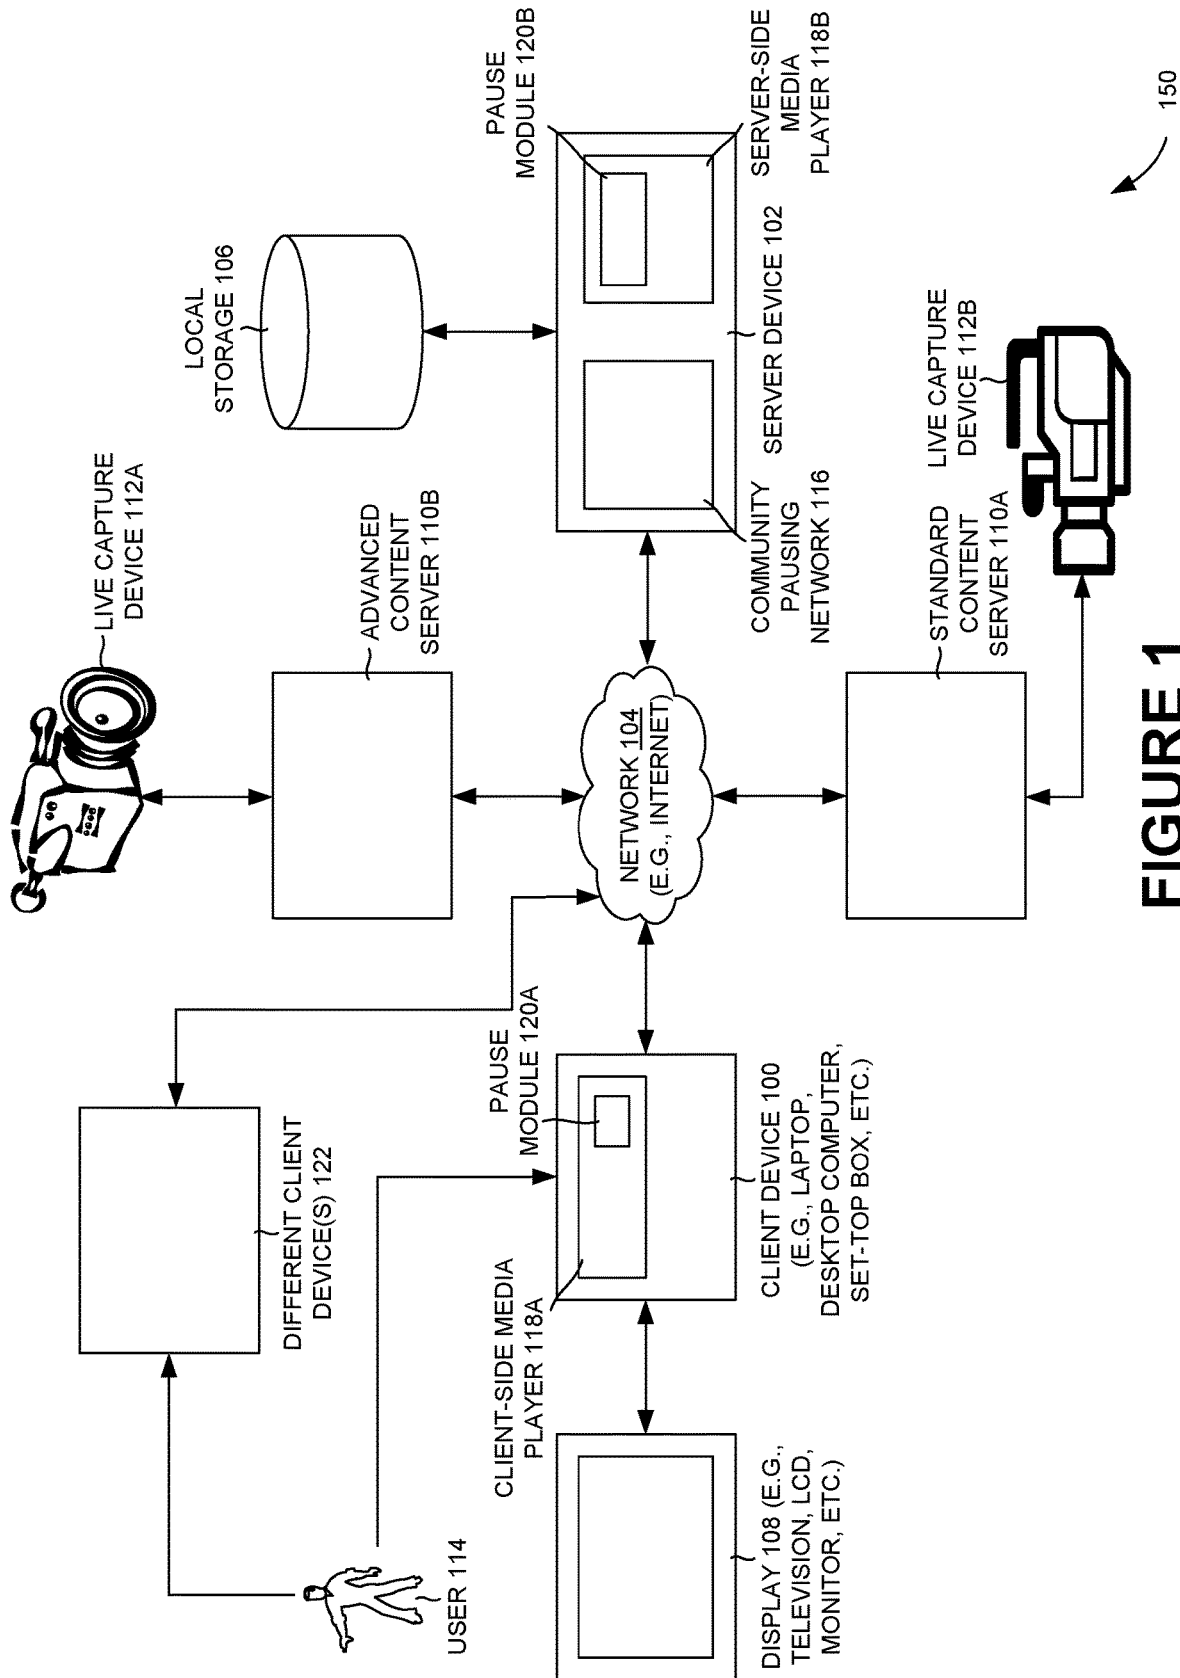 LIVE CAPTURE
DEVICE 112A
LOCAL
STORAGE 106
ADVANCED
CONTENT
SERVER 110B
PAUSE
MODULE 120B
SERVER-SIDE
MEDIA
PLAYER 118B
SERVER DEVICE 102
COMMUNITY
PAUSING
NETWORK 116
DIFFERENT CLIENT
DEVICE(S) 122
NETWORK 104
(E.G., INTERNET)
PAUSE
MODULE 120A
CLIENT-SIDE MEDIA
PLAYER 118A
CLIENT DEVICE 100
(E.G., LAPTOP,
DESKTOP COMPUTER,
SET-TOP BOX, ETC.)
USER 114
DISPLAY 108 (E.G.,
TELEVISION, LCD,
MONITOR, ETC.)
STANDARD
CONTENT
SERVER 110A
LIVE CAPTURE
DEVICE 112B
150
FIGURE 1